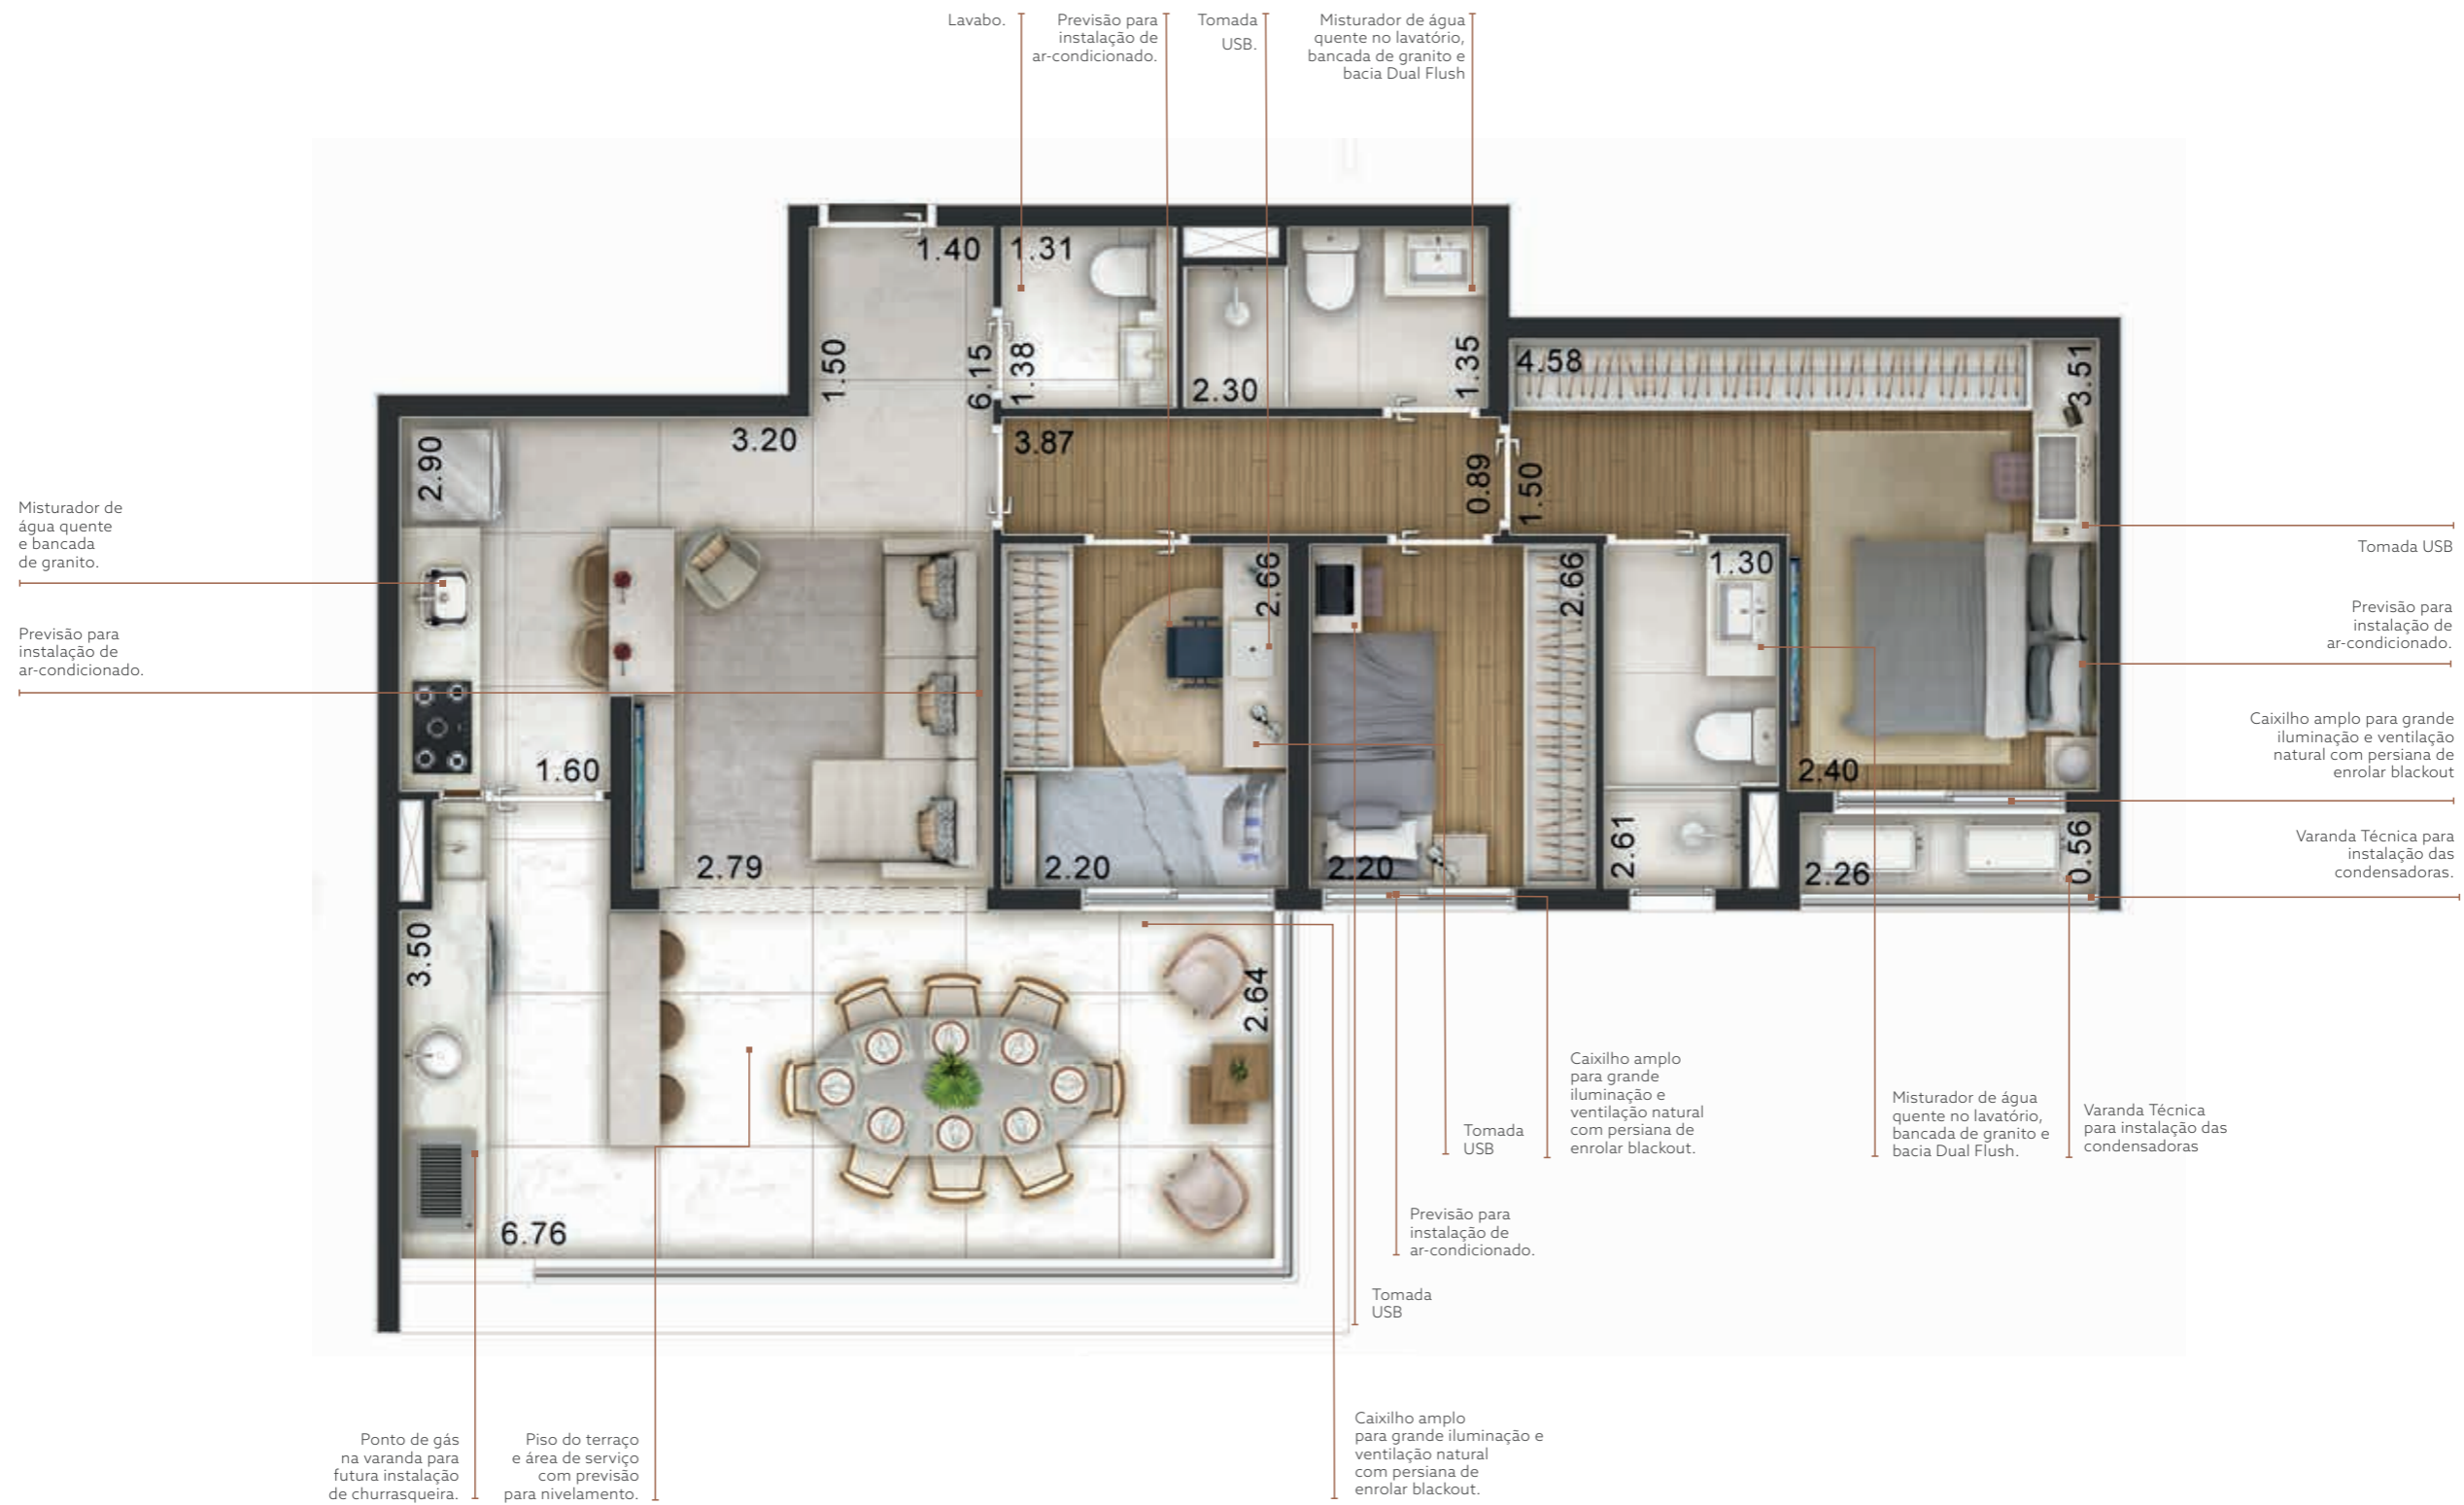 Lavabo.
Previsão para
instalação de
ar-condicionado.
Tomada
USB.
Misturador de água
quente no lavatório,
bancada de granito e
bacia Dual Flush
1.40
1.31
1.50
6.15
1.38
2.30
1.35
4.58
3.51
2.90
3.20
3.87
0.89
1.50
Misturador de
água quente
e bancada
de granito.
Tomada USB
2.66
2.66
1.30
Previsão para
instalação de
ar-condicionado.
Previsão para
instalação de
ar-condicionado.
Caixilho amplo para grande
iluminação e ventilação
natural com persiana de
enrolar blackout
1.60
2.40
Varanda Técnica para
instalação das
condensadoras.
2.79
2.20
2.20
2.61
2.26
0.56
3.50
2.64
6.76
Tomada
USB
Caixilho amplo
para grande
iluminação e
ventilação natural
com persiana de
enrolar blackout.
Misturador de água
quente no lavatório,
bancada de granito e
bacia Dual Flush.
Varanda Técnica
para instalação das
condensadoras
Previsão para
instalação de
ar-condicionado.
Tomada
USB
Ponto de gás
na varanda para
futura instalação
de churrasqueira.
Piso do terraço
e área de serviço
com previsão
para nivelamento.
Caixilho amplo
para grande iluminação e
ventilação natural
com persiana de
enrolar blackout.